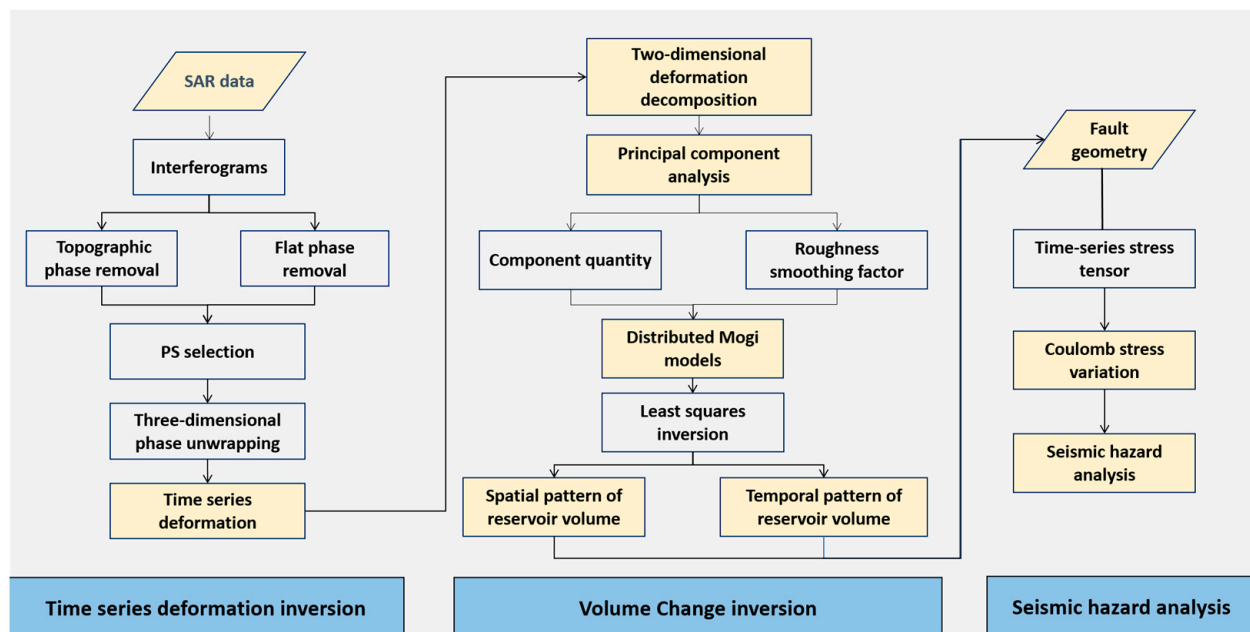 SAR data
Interferograms
Topographic
phase removal
Flat phase
removal
PS selection
Three-dimensional
phase unwrapping
Time series
deformation
Time series deformation inversion
Two-dimensional
deformation
decomposition
Principal component
analysis
Component quantity
Roughness
smoothing factor
Distributed Mogi
models
Least squares
inversion
Spatial pattern of
reservoir volume
Temporal pattern of
reservoir volume
Volume Change inversion
Fault
geometry
Time-series stress
tensor
Coulomb stress
variation
Seismic hazard
analysis
Seismic hazard analysis